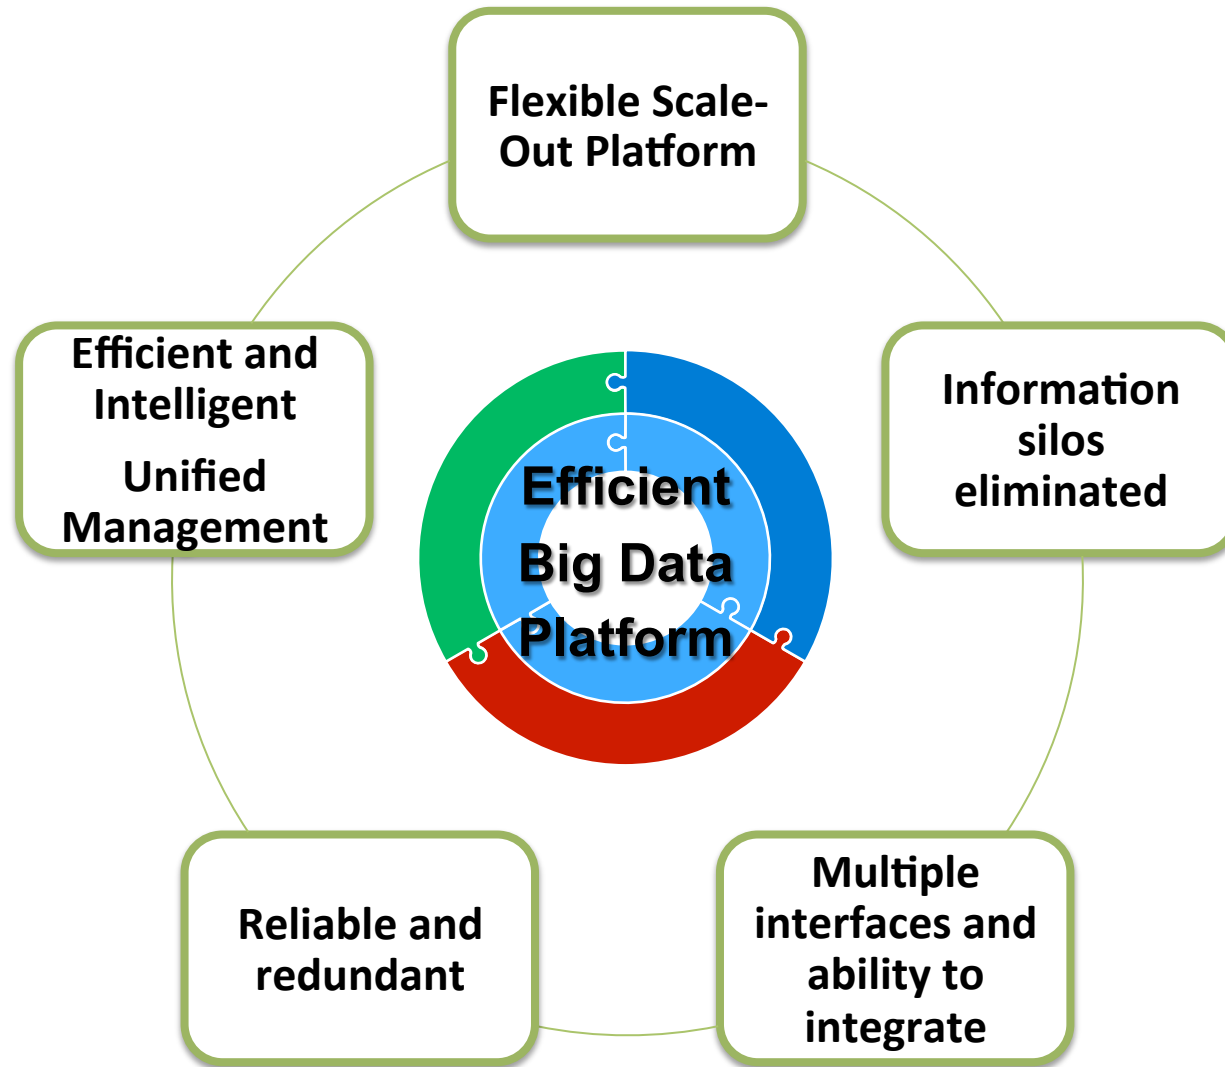 Flexible Scale-
Out Platform
Efficient and
Intelligent
Unified
Management
Information
silos
eliminated
Efficient
Big Data
Platform
Reliable and
redundant
Multiple
interfaces and
ability to
integrate